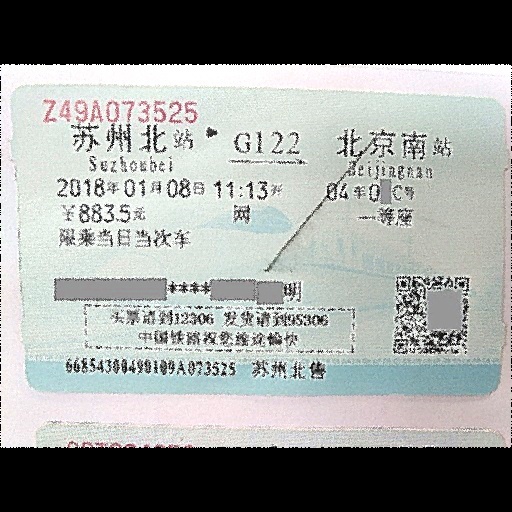 Z49A073525
苏州北站 G122 北京南站
Suzhoubei Beijingnan
2018年01月08日 11:13开 04车0 C号
￥883.5元 网 一等座
限乘当日当次车
****明
买票请到12306 发货请到95306
中国铁路祝您旅途愉快
66854300490109A073525 苏州北售